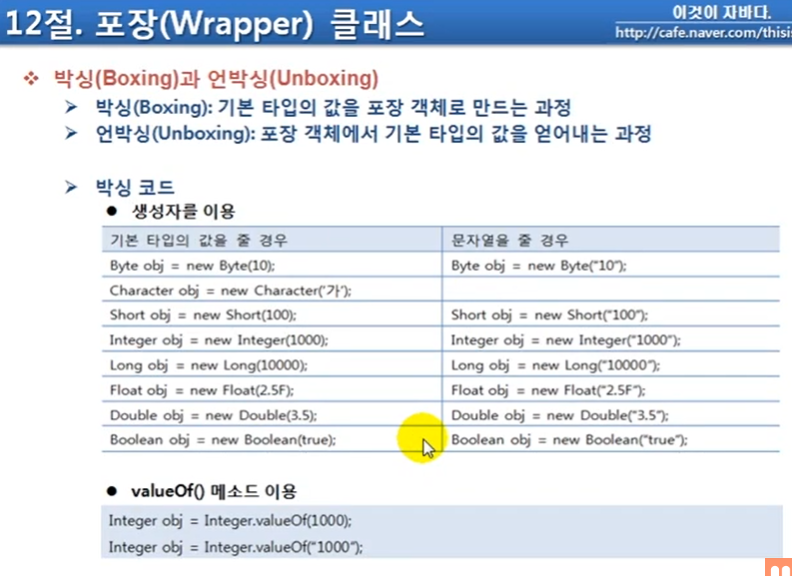 12절. 포장(Wrapper) 클래스
이것이 자바다.
http://cafe.naver.com/thisis
박싱(Boxing)과 언박싱(Unboxing)
박싱(Boxing): 기본 타입의 값을 포장 객체로 만드는 과정
언박싱(Unboxing): 포장 객체에서 기본 타입의 값을 얻어내는 과정
박싱 코드
생성자를 이용
기본 타입의 값을 줄 경우 문자열을 줄 경우
Byte obj = new Byte(10); Byte obj = new Byte("10");
Character obj = new Character('가');
Short obj = new Short(100); Short obj = new Short("100");
Integer obj = new Integer(1000); Integer obj = new Integer("1000");
Long obj = new Long(10000); Long obj = new Long("10000");
Float obj = new Float(2.5F); Float obj = new Float("2.5F");
Double obj = new Double(3.5); Double obj = new Double("3.5");
Boolean obj = new Boolean(true); Boolean obj = new Boolean("true");
valueOf() 메소드 이용
Integer obj = Integer.valueOf(1000);
Integer obj = Integer.valueOf("1000");